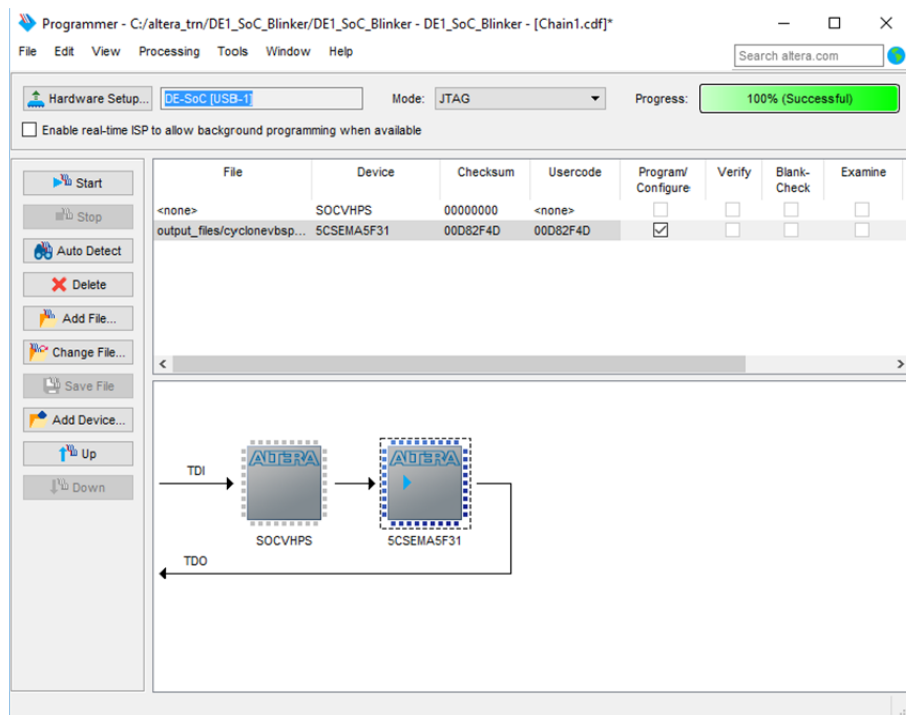 Programmer - C:/altera_trn/DE1_SoC_Blinker/DE1_SoC_Blinker - DE1_SoC_Blinker - [Chain1.cdf]*
File Edit View Processing Tools Window Help
Search altera.com
Hardware Setup... DE-SoC [USB-1] Mode: JTAG Progress: 100% (Successful)
Enable real-time ISP to allow background programming when available
Start
Stop
Auto Detect
Delete
Add File...
Change File...
Save File
Add Device...
Up
Down
File Device Checksum Usercode Program/ Verify Blank- Examine
Configure Check
<none> SOCVHPS 00000000 <none>
output_files/cyclonevbsp... 5CSEMA5F31 00D82F4D 00D82F4D
TDI
ALTERA ALTERA
SOCVHPS 5CSEMA5F31
TDO